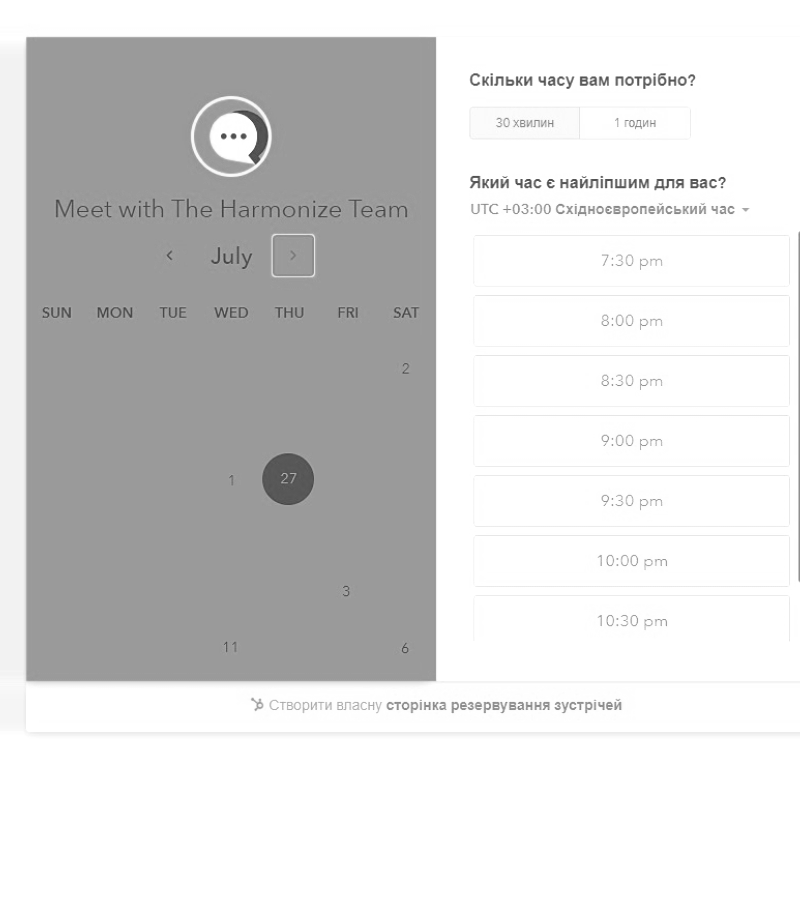 Meet with The Harmonize Team
July
SUN MON TUE WED THU FRI SAT
2
1 27
3
11 6
Скільки часу вам потрібно?
30 хвилин 1 годин
Який час є найліпшим для вас?
UTC +03:00 Східноєвропейський час
7:30 pm
8:00 pm
8:30 pm
9:00 pm
9:30 pm
10:00 pm
10:30 pm
Створити власну сторінка резервування зустрічей